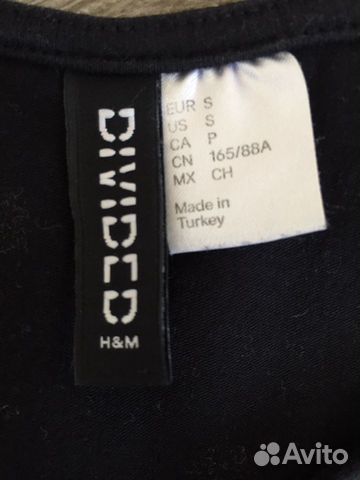 DIVIDED
H&M
EUR S
US S
CA P
CN 165/88A
MX CH
Made in
Turkey
Avito